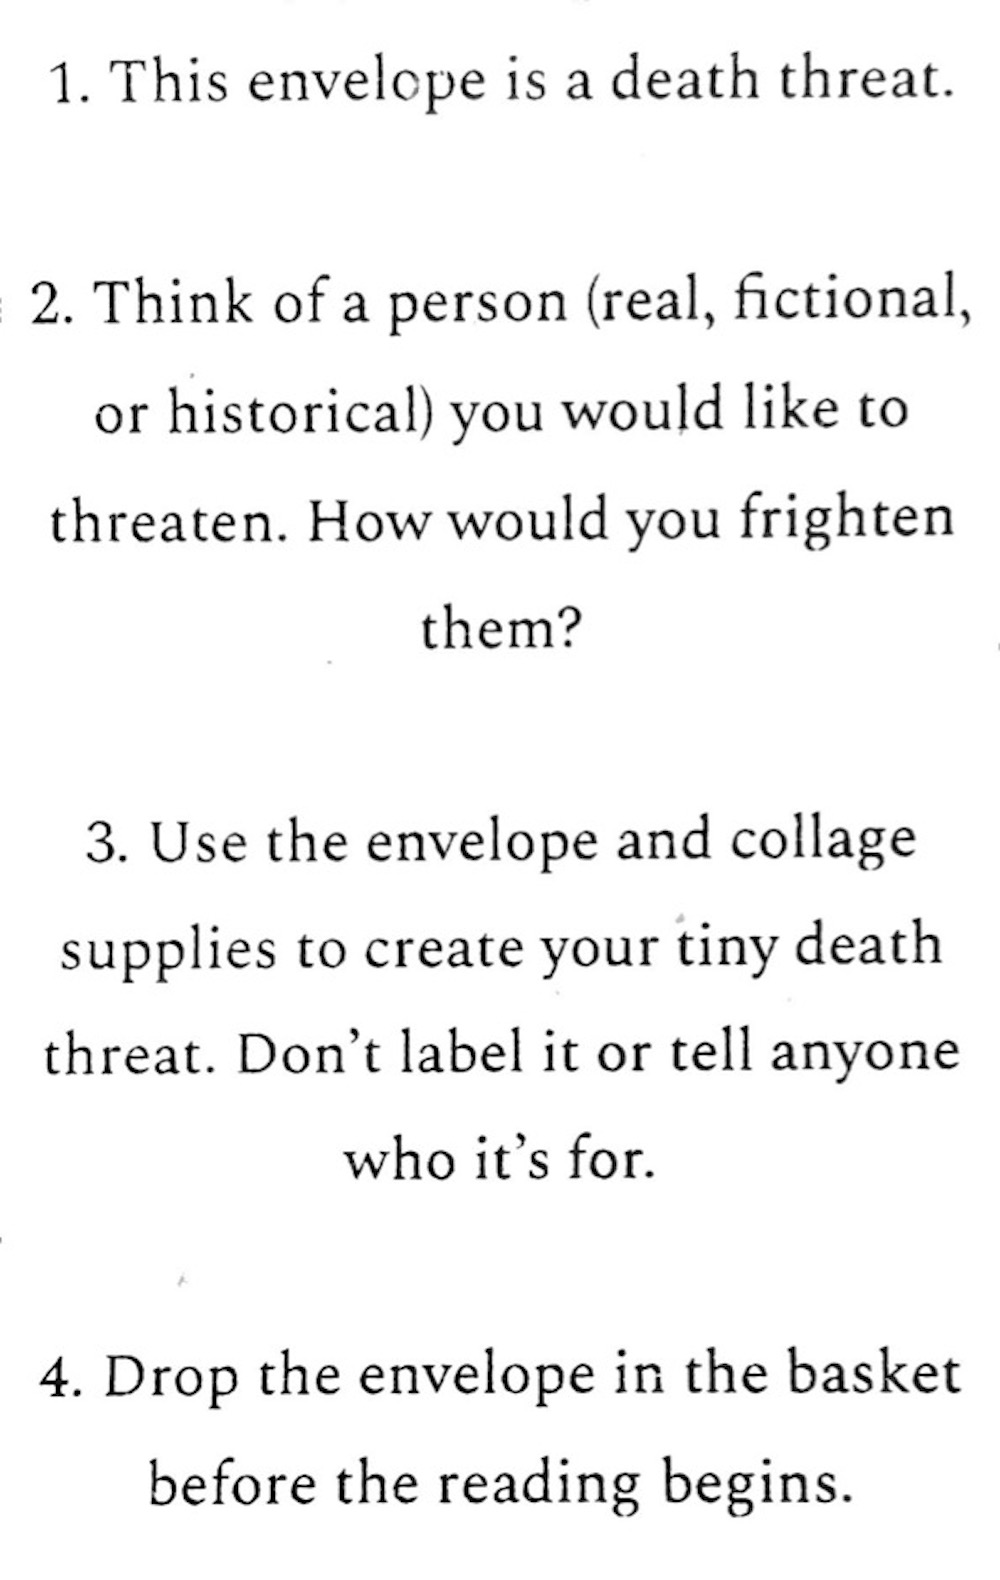 1. This envelope is a death threat.
2. Think of a person (real, fictional,
or historical) you would like to
threaten. How would you frighten
them?
3. Use the envelope and collage
supplies to create your tiny death
threat. Don’t label it or tell anyone
who it’s for.
4. Drop the envelope in the basket
before the reading begins.